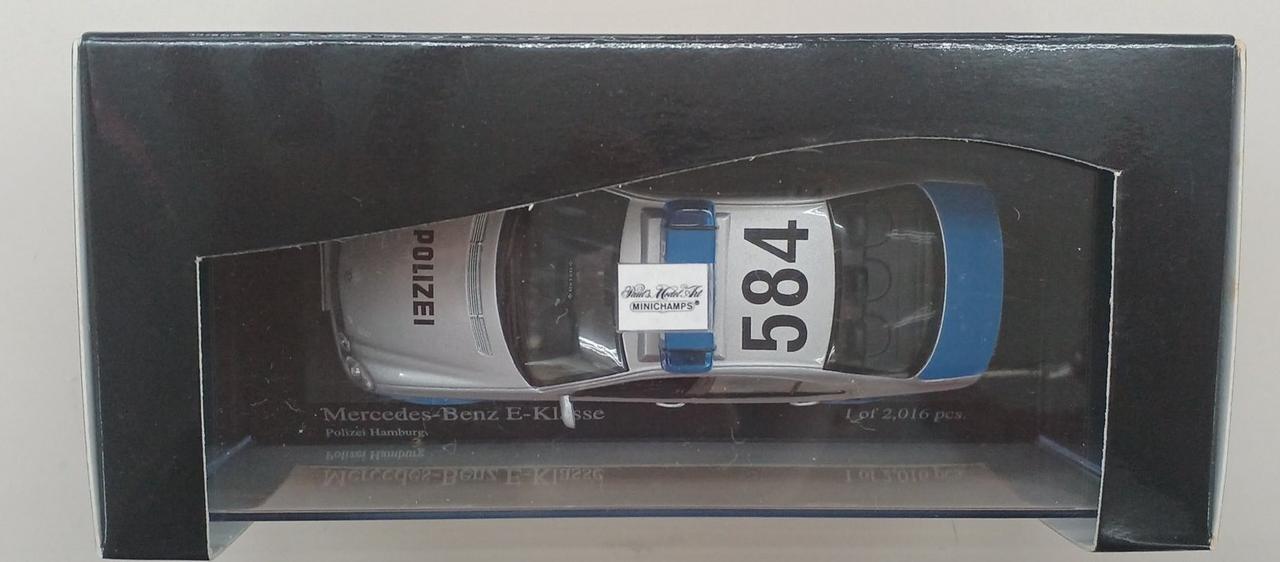 POLIZEI
584
Paul's Model Art
MINICHAMPS®
Mercedes-Benz E-Klasse
Polizei Hamburg
1 of 2,016 pcs.